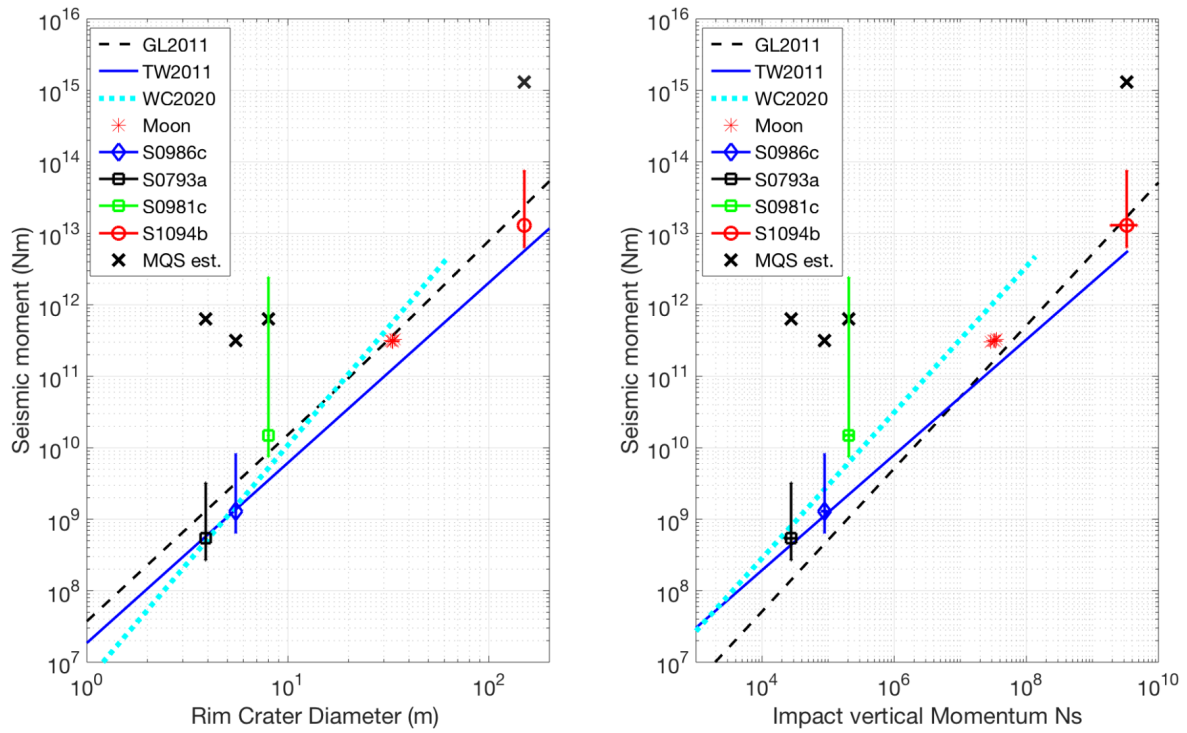 10^16
10^15
10^14
10^13
10^12
10^11
10^10
10^9
10^8
10^7
Seismic moment (Nm)
GL2011
TW2011
WC2020
Moon
S0986c
S0793a
S0981c
S1094b
MQS est.
10^0
10^1
10^2
Rim Crater Diameter (m)
10^16
10^15
10^14
10^13
10^12
10^11
10^10
10^9
10^8
10^7
Seismic moment (Nm)
GL2011
TW2011
WC2020
Moon
S0986c
S0793a
S0981c
S1094b
MQS est.
10^4
10^6
10^8
10^10
Impact vertical Momentum Ns